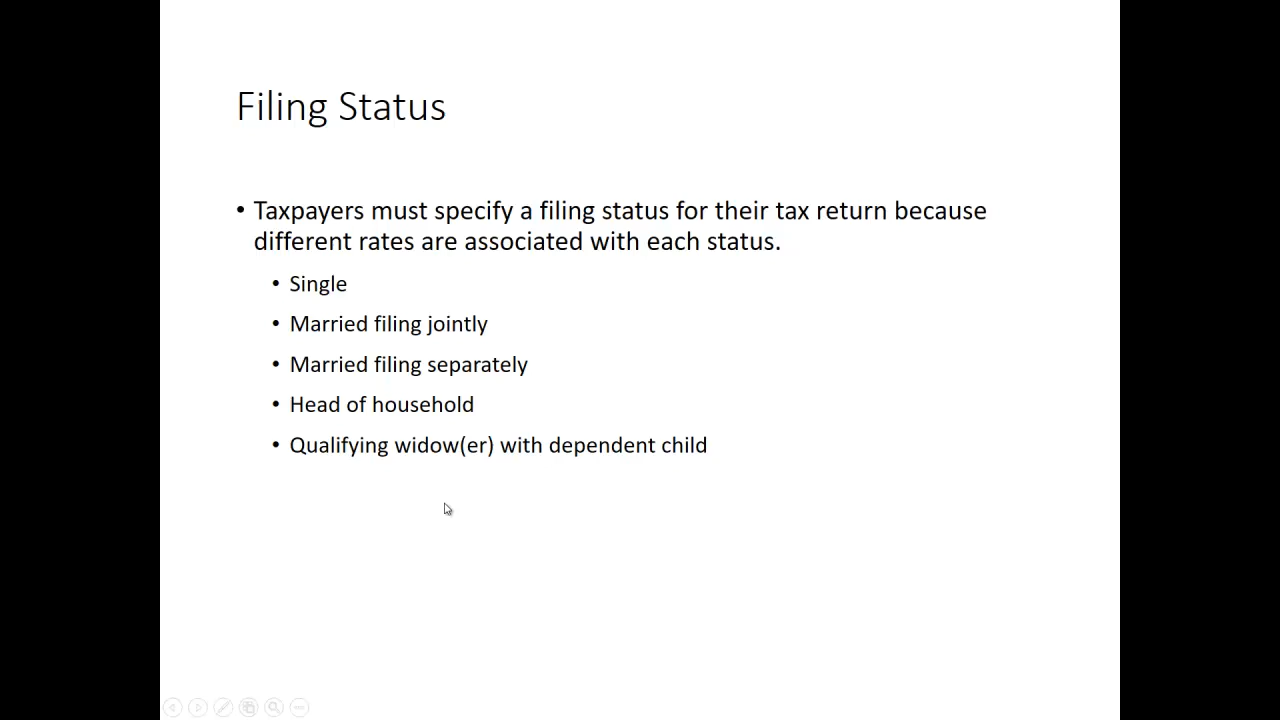 Filing Status
• Taxpayers must specify a filing status for their tax return because
different rates are associated with each status.
• Single
• Married filing jointly
• Married filing separately
• Head of household
• Qualifying widow(er) with dependent child